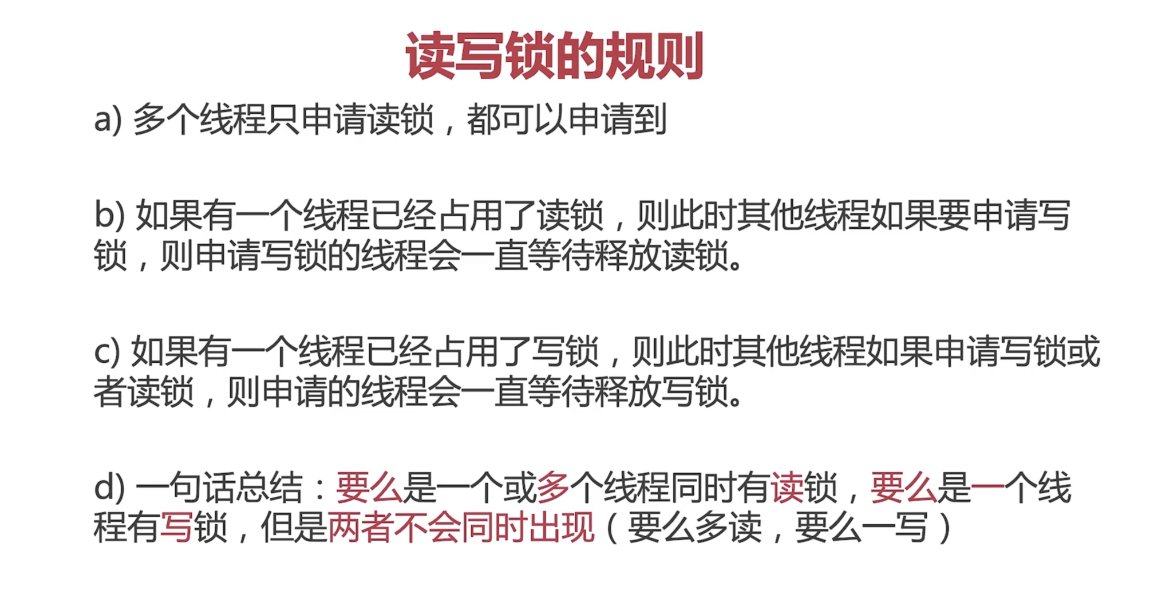 读写锁的规则
a) 多个线程只申请读锁，都可以申请到
b) 如果有一个线程已经占用了读锁，则此时其他线程如果要申请写
锁，则申请写锁的线程会一直等待释放读锁。
c) 如果有一个线程已经占用了写锁，则此时其他线程如果申请写锁或
者读锁，则申请的线程会一直等待释放写锁。
d) 一句话总结：要么是一个或多个线程同时有读锁，要么是一个线
程有写锁，但是两者不会同时出现（要么多读，要么一写）